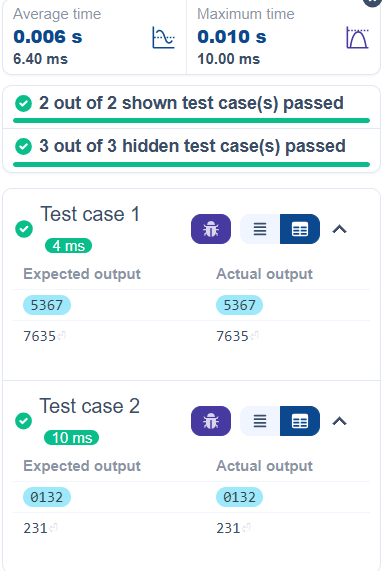 Average time
Maximum time
0.006 s
0.010 s
6.40 ms
10.00 ms
2 out of 2 shown test case(s) passed
3 out of 3 hidden test case(s) passed
Test case 1
4 ms
Expected output
Actual output
5367
5367
7635⏎
7635⏎
Test case 2
10 ms
Expected output
Actual output
0132
0132
231⏎
231⏎